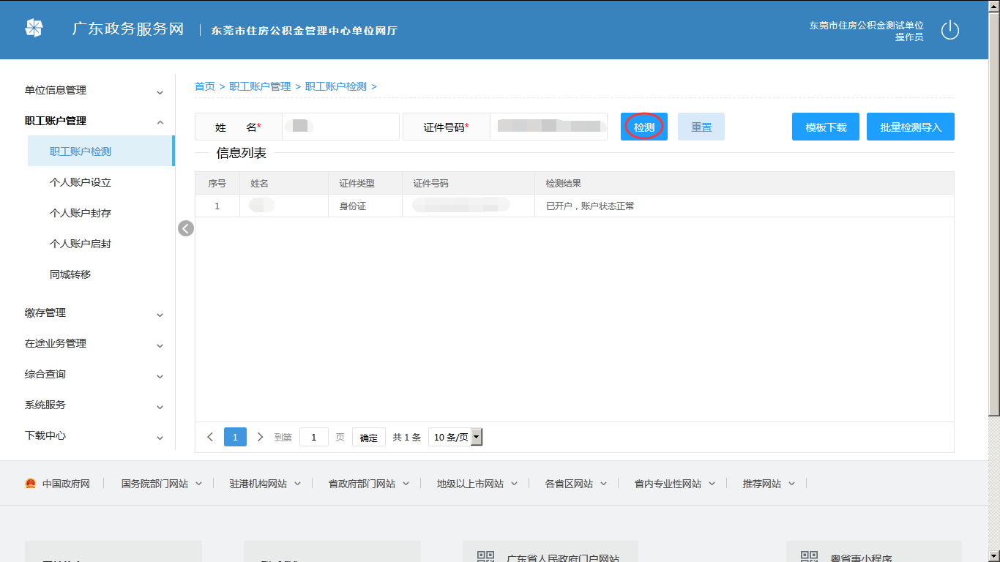 广东政务服务网
东莞市住房公积金管理中心单位网厅
东莞市住房公积金测试单位
操作员
单位信息管理
职工账户管理
职工账户检测
个人账户设立
个人账户封存
个人账户启封
同城转移
缴存管理
在途业务管理
综合查询
系统服务
下载中心
首页 > 职工账户管理 > 职工账户检测 >
姓 名*
证件号码*
检测
重置
模板下载
批量检测导入
信息列表
序号 姓名 证件类型 证件号码 检测结果
1 身份证 已开户，账户状态正常
1 到第 1 页 确定 共 1 条 10 条/页
中国政府网 国务院部门网站 驻港机构网站 省政府部门网站 地级以上市网站 各省区网站 省内专业性网站 推荐网站
广东省人民政府门户网站
粤省事小程序